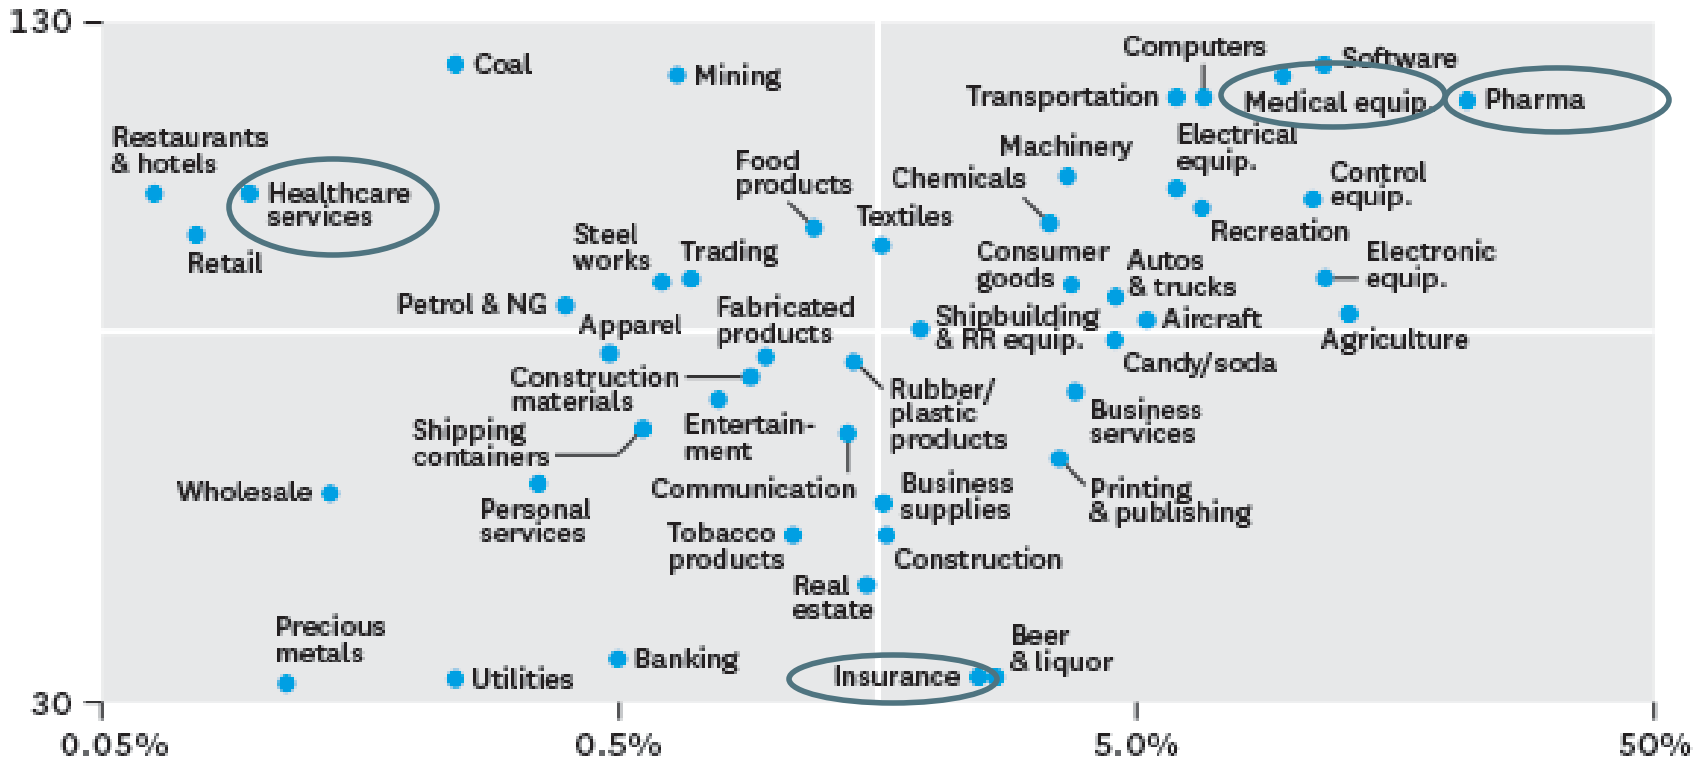 130
Coal
Mining
Computers
Software
Transportation
Medical equip.
Pharma
Restaurants
& hotels
Healthcare
services
Retail
Food
products
Machinery
Electrical
equip.
Chemicals
Control
equip.
Textiles
Recreation
Steel
works
Trading
Consumer
goods
Autos
& trucks
Electronic
equip.
Petrol & NG
Fabricated
products
Apparel
Shipbuilding
& RR equip.
Aircraft
Agriculture
Candy/soda
Construction
materials
Rubber/
plastic
products
Business
services
Shipping
containers
Entertain-
ment
Wholesale
Communication
Business
supplies
Printing
& publishing
Personal
services
Tobacco
products
Construction
Real
estate
Precious
metals
Beer
& liquor
Utilities
Banking
Insurance
30
0.05%
0.5%
5.0%
50%